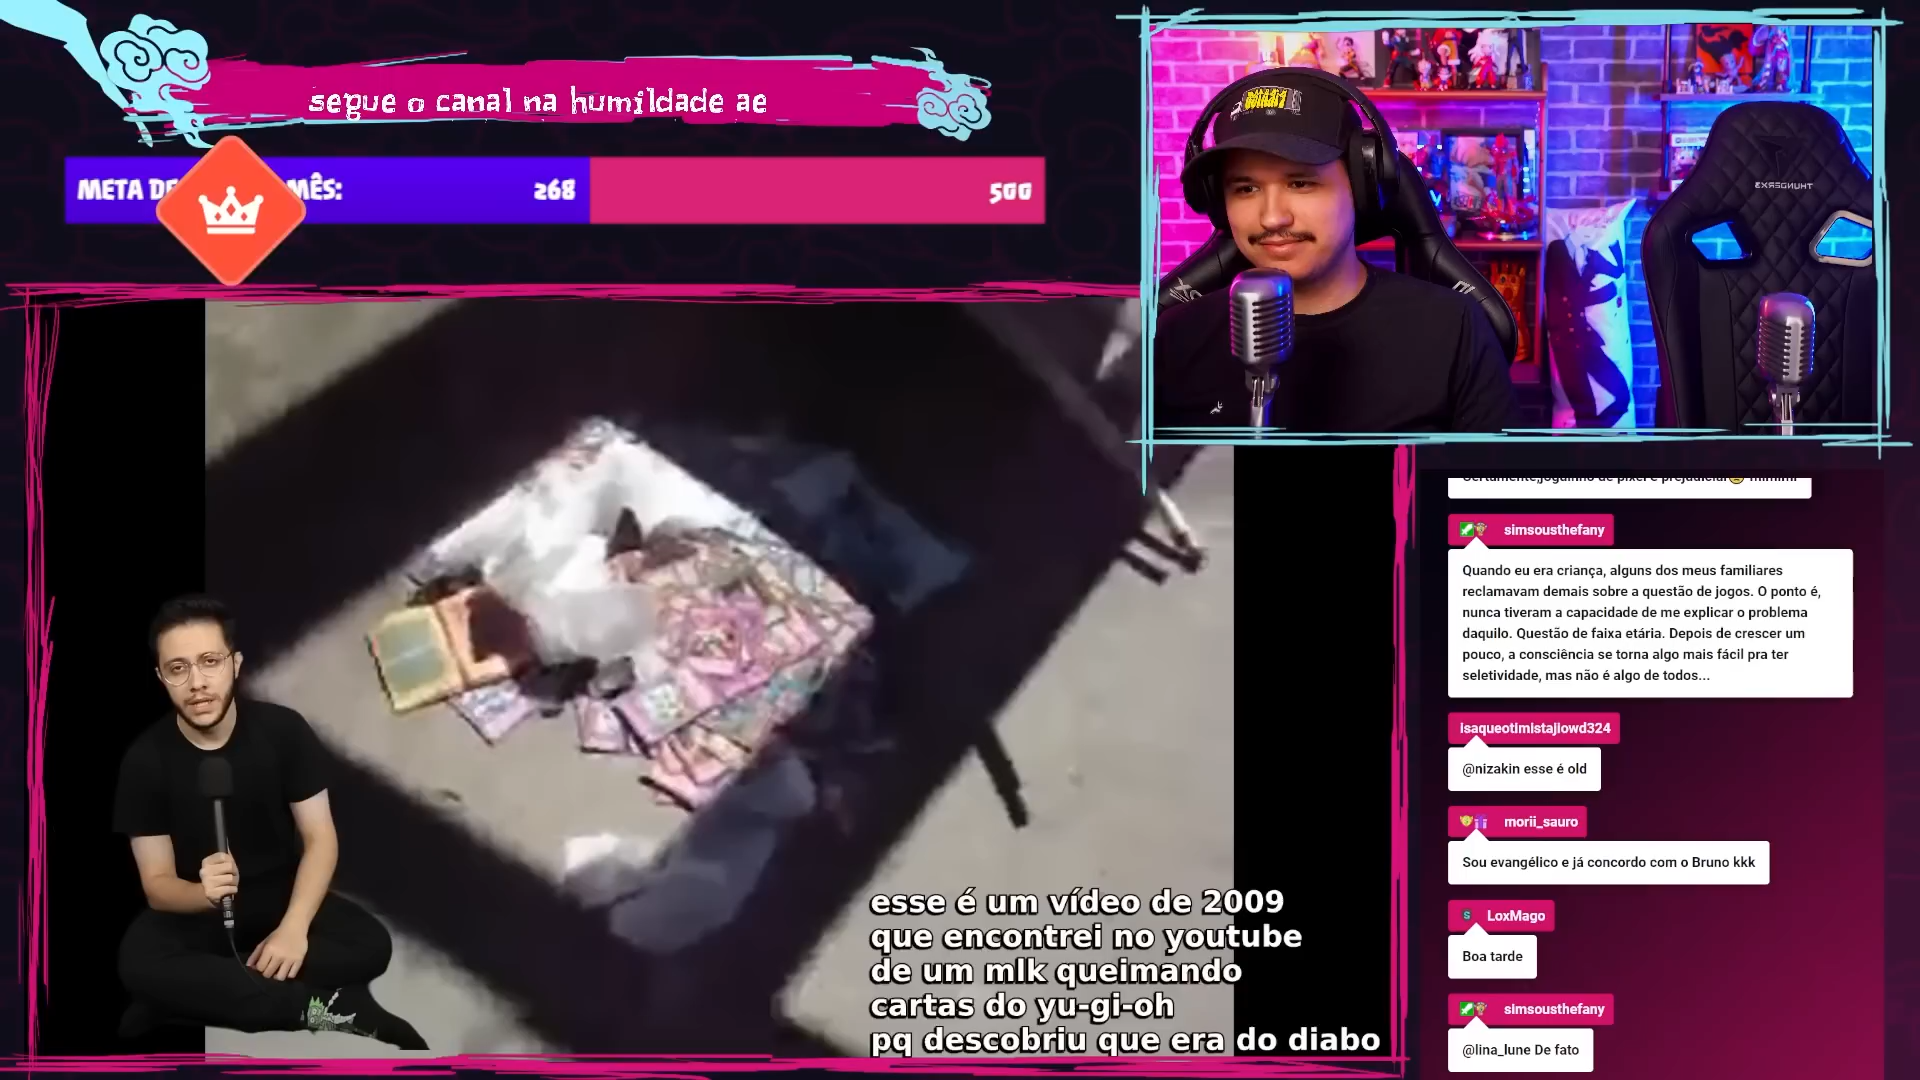 segue o canal na humildade ae
META DE
MÊS:
268
500
THUNDERX3
simsousthefany
Quando eu era criança, alguns dos meus familiares
reclamavam demais sobre a questão de jogos. O ponto é,
nunca tiveram a capacidade de me explicar o problema
daquilo. Questão de faixa etária. Depois de crescer um
pouco, a consciência se torna algo mais fácil pra ter
seletividade, mas não é algo de todos...
isaqueotimistajlowd324
@nizakin esse é old
morii_sauro
Sou evangélico e já concordo com o Bruno kkk
LoxMago
Boa tarde
simsousthefany
@lina_lune De fato
esse é um vídeo de 2009
que encontrei no youtube
de um mlk queimando
cartas do yu-gi-oh
pq descobriu que era do diabo